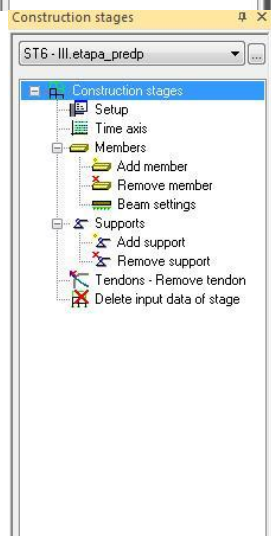 Construction stages
ST6 - III.etapa_predp
...
Construction stages
Setup
Time axis
Members
Add member
Remove member
Beam settings
Supports
Add support
Remove support
Tendons - Remove tendon
Delete input data of stage